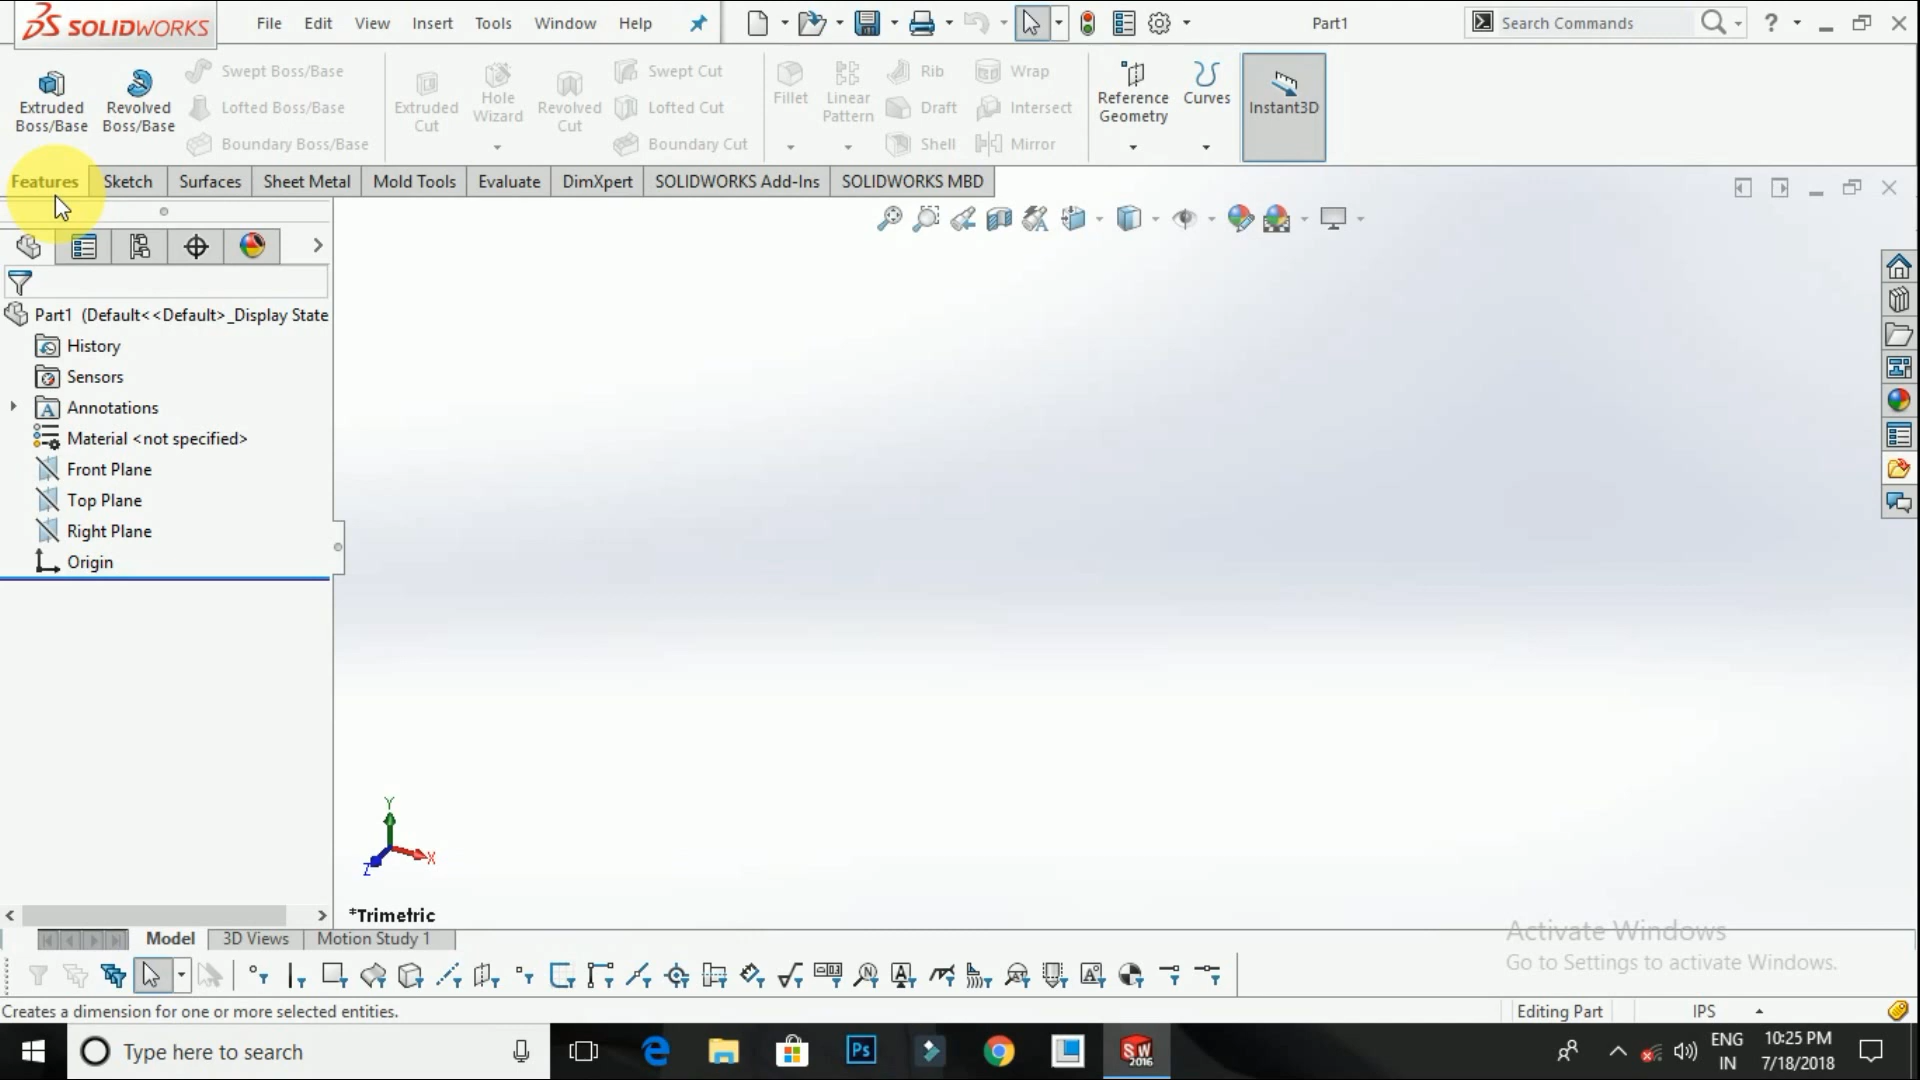 SOLIDWORKS File Edit View Insert Tools Window Help Part1 Search Commands ?
Extruded Boss/Base
Revolved Boss/Base
Swept Boss/Base
Lofted Boss/Base
Boundary Boss/Base
Extruded Cut
Hole Wizard
Revolved Cut
Swept Cut
Lofted Cut
Boundary Cut
Fillet
Linear Pattern
Rib
Draft
Shell
Wrap
Intersect
Mirror
Reference Geometry
Curves
Instant3D
Features Sketch Surfaces Sheet Metal Mold Tools Evaluate DimXpert SOLIDWORKS Add-Ins SOLIDWORKS MBD
Part1 (Default<<Default>_Display State
History
Sensors
Annotations
Material <not specified>
Front Plane
Top Plane
Right Plane
Origin
Y
X
Z
*Trimetric
Model 3D Views Motion Study 1
Activate Windows
Go to Settings to activate Windows.
Creates a dimension for one or more selected entities. Editing Part IPS
Type here to search
Ps
SW
2016
ENG
IN
10:25 PM
7/18/2018